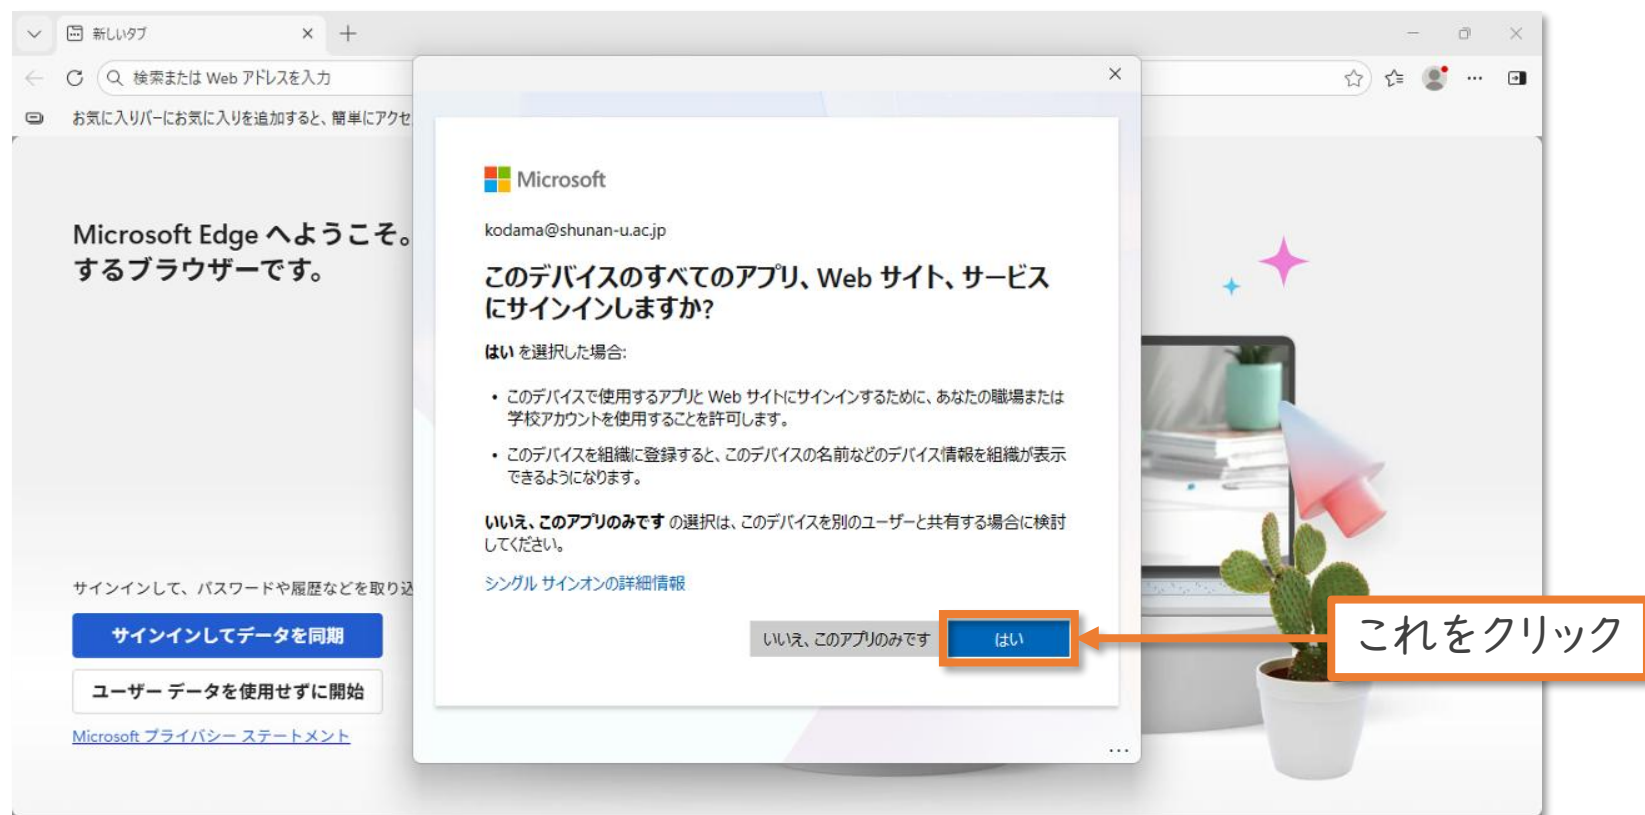 新しいタブ
検索または Web アドレスを入力
お気に入りバーにお気に入りを追加すると、簡単にアクセ
Microsoft Edge へようこそ。
するブラウザーです。
サインインして、パスワードや履歴などを取り込
サインインしてデータを同期
ユーザー データを使用せずに開始
Microsoft プライバシー ステートメント
Microsoft
kodama@shunan-u.ac.jp
このデバイスのすべてのアプリ、Web サイト、サービス
にサインインしますか?
はい を選択した場合:
• このデバイスで使用するアプリと Web サイトにサインインするために、あなたの職場または
学校アカウントを使用することを許可します。
• このデバイスを組織に登録すると、このデバイスの名前などのデバイス情報を組織が表示
できるようになります。
いいえ、このアプリのみです の選択は、このデバイスを別のユーザーと共有する場合に検討
してください。
シングル サインオンの詳細情報
いいえ、このアプリのみです
はい
これをクリック